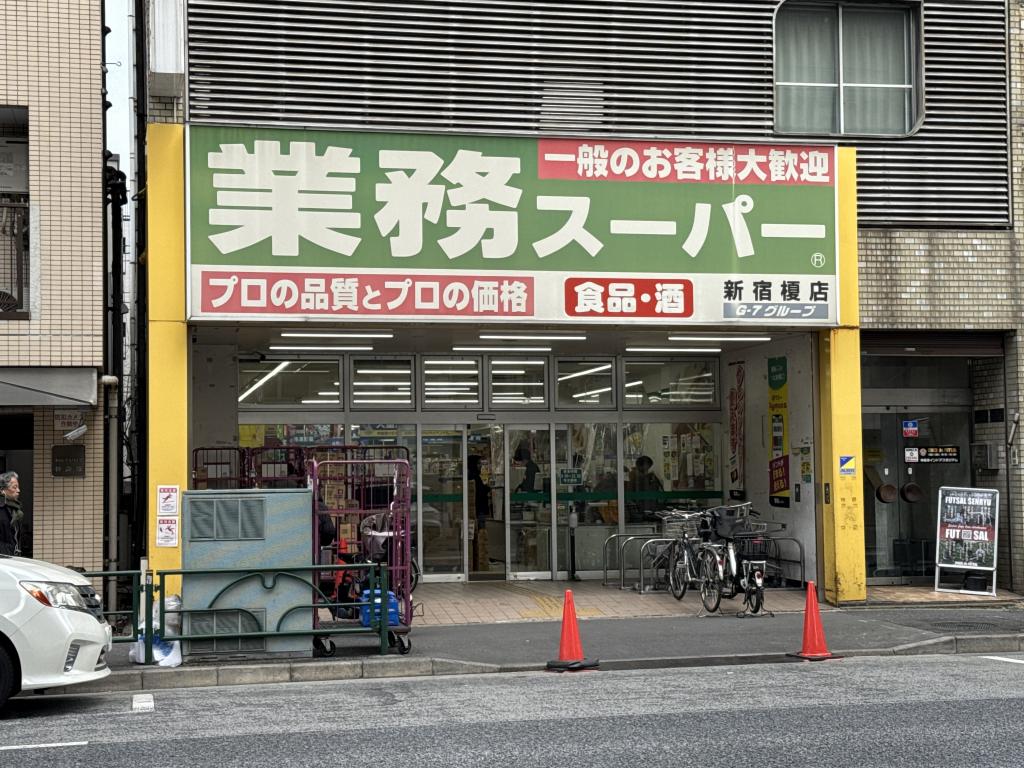 業務スーパー
一般のお客様大歓迎
®
プロの品質とプロの価格
食品・酒
新宿榎店
G-7グループ
FUTSAL SENRYU
FUT SAL